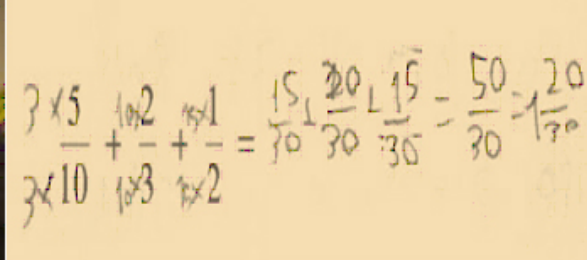 3×5/3×10 + 10×2/10×3 + 15×1/15×2 = 15/30 + 20/30 + 15/30 = 50/30 = 1 20/30